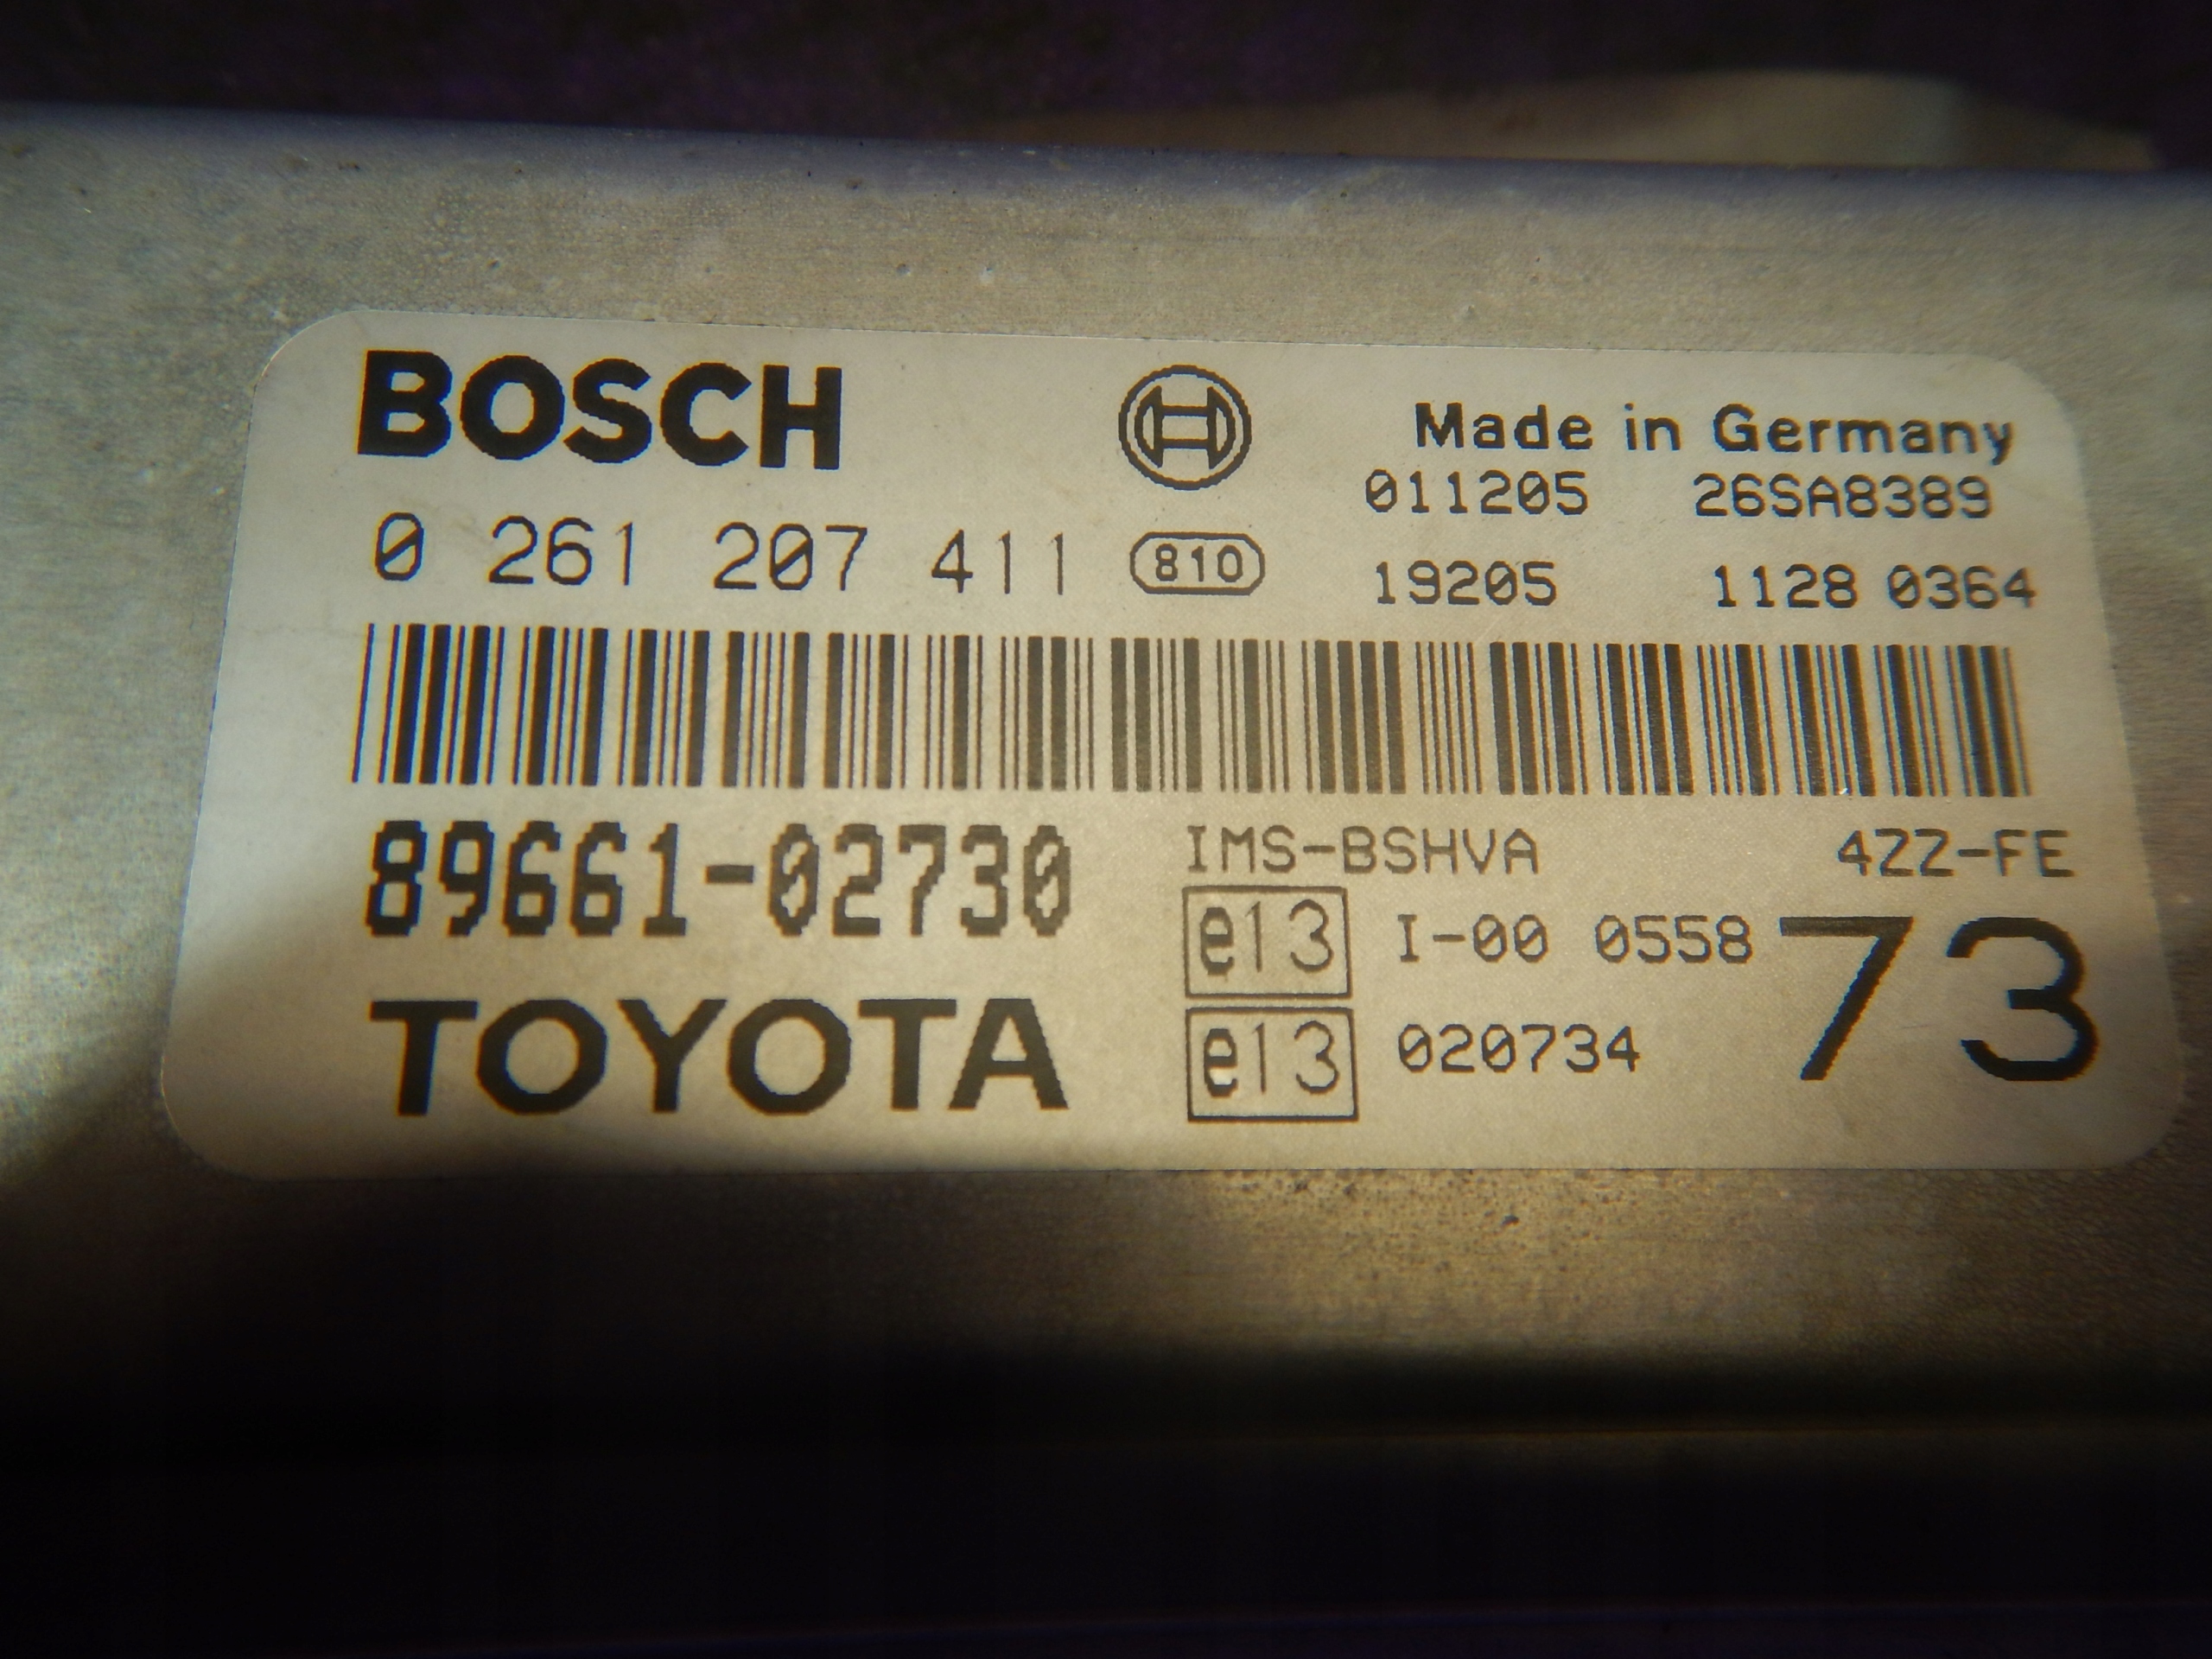 BOSCH
Made in Germany
011205 26SA8389
0 261 207 411 810
19205 1128 0364
89661-02730
IMS-BSHVA 4ZZ-FE
e13 I-00 0558 73
TOYOTA
e13 020734